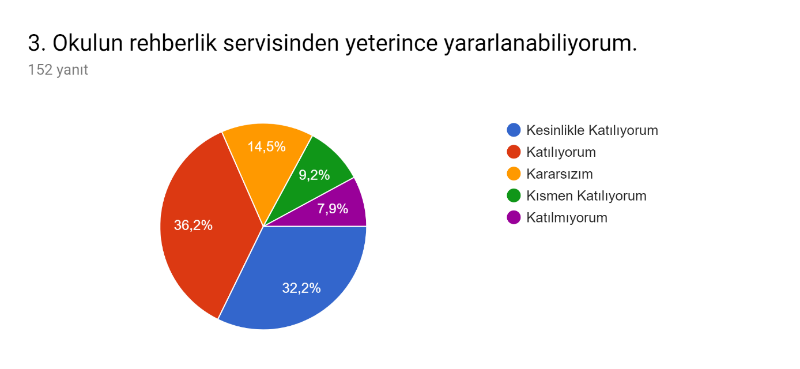 3. Okulun rehberlik servisinden yeterince yararlanabiliyorum.
152 yanıt
Kesinlikle Katılıyorum
Katılıyorum
Kararsızım
Kısmen Katılıyorum
Katılmıyorum
14,5%
9,2%
7,9%
36,2%
32,2%